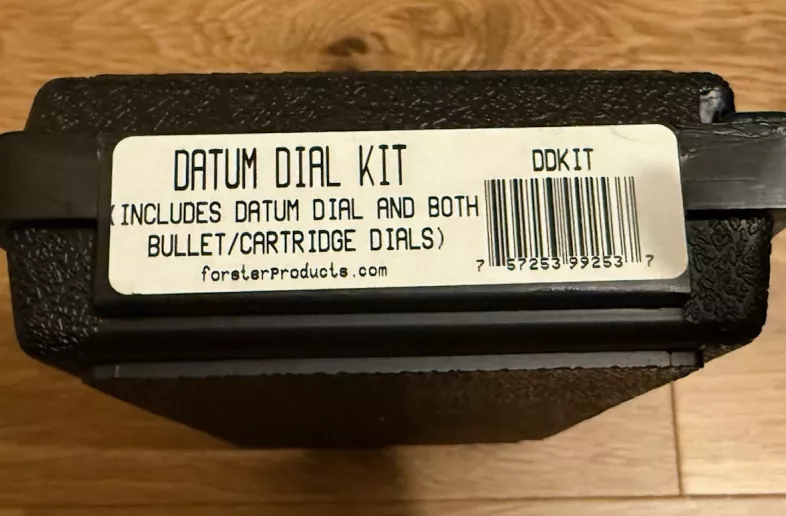 DATUM DIAL KIT
DDKIT
(INCLUDES DATUM DIAL AND BOTH
BULLET/CARTRIDGE DIALS)
forsterProducts.com
7 57253 99253 7